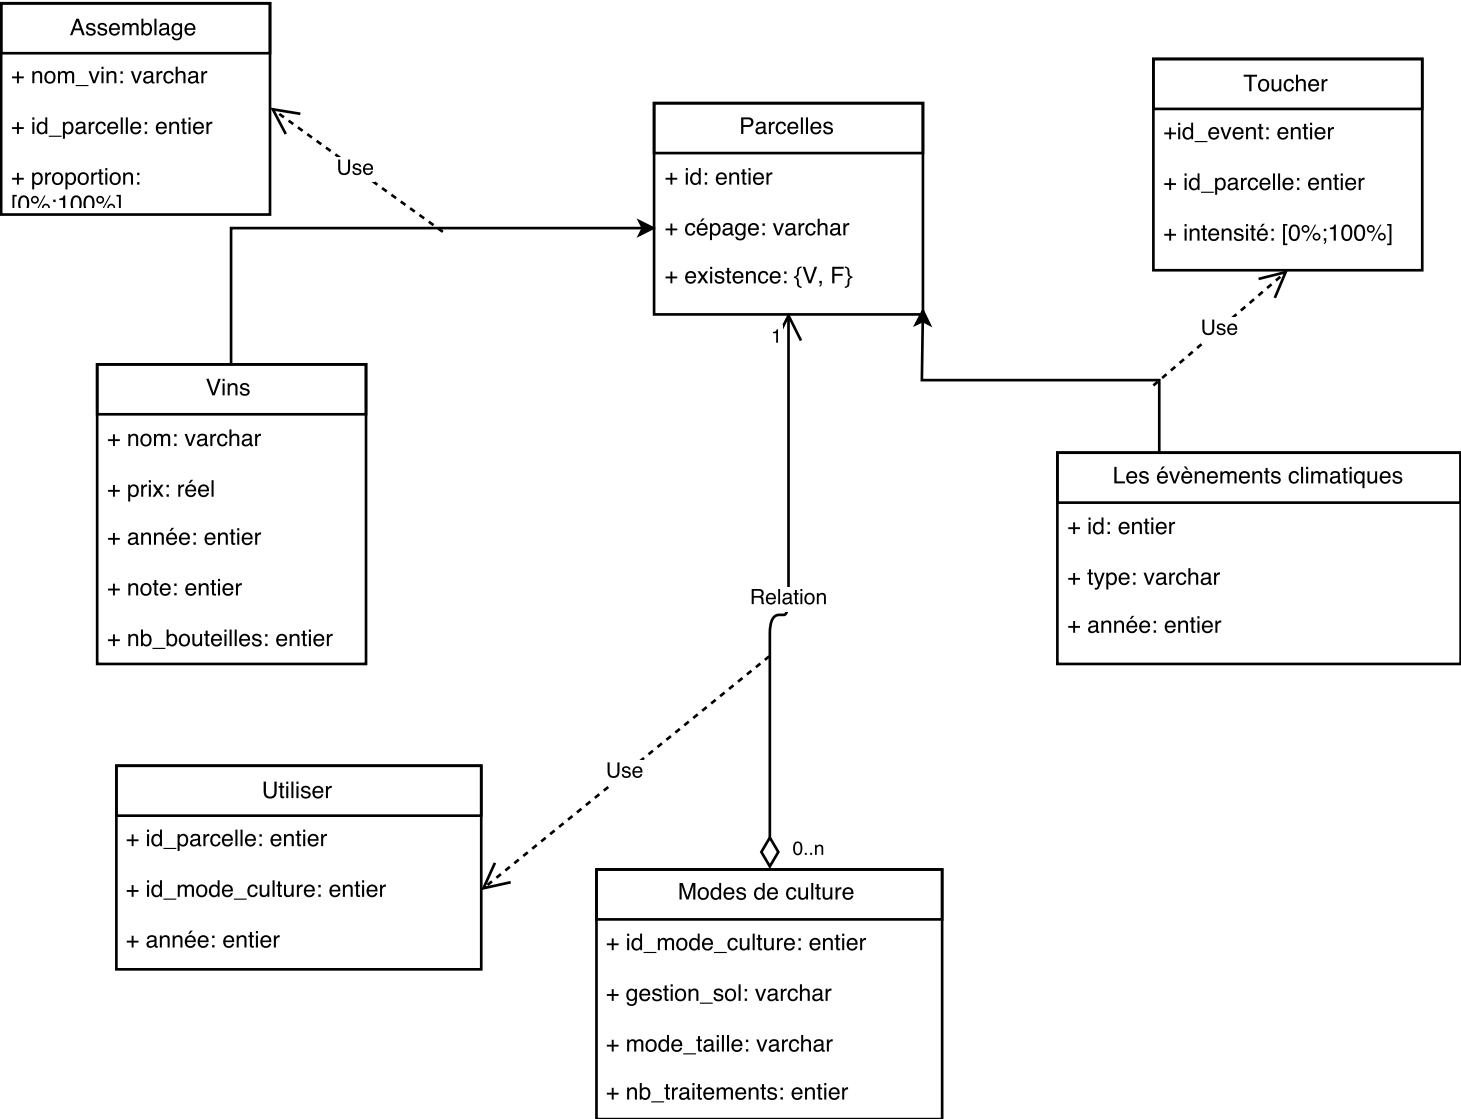 Assemblage
+ nom_vin: varchar
+ id_parcelle: entier
+ proportion:
[0%;100%]
Use
Parcelles
+ id: entier
+ cépage: varchar
+ existence: {V, F}
1
Toucher
+id_event: entier
+ id_parcelle: entier
+ intensité: [0%;100%]
Use
Vins
+ nom: varchar
+ prix: réel
+ année: entier
+ note: entier
+ nb_bouteilles: entier
Les évènements climatiques
+ id: entier
+ type: varchar
+ année: entier
Relation
Use
Utiliser
+ id_parcelle: entier
+ id_mode_culture: entier
+ année: entier
0..n
Modes de culture
+ id_mode_culture: entier
+ gestion_sol: varchar
+ mode_taille: varchar
+ nb_traitements: entier